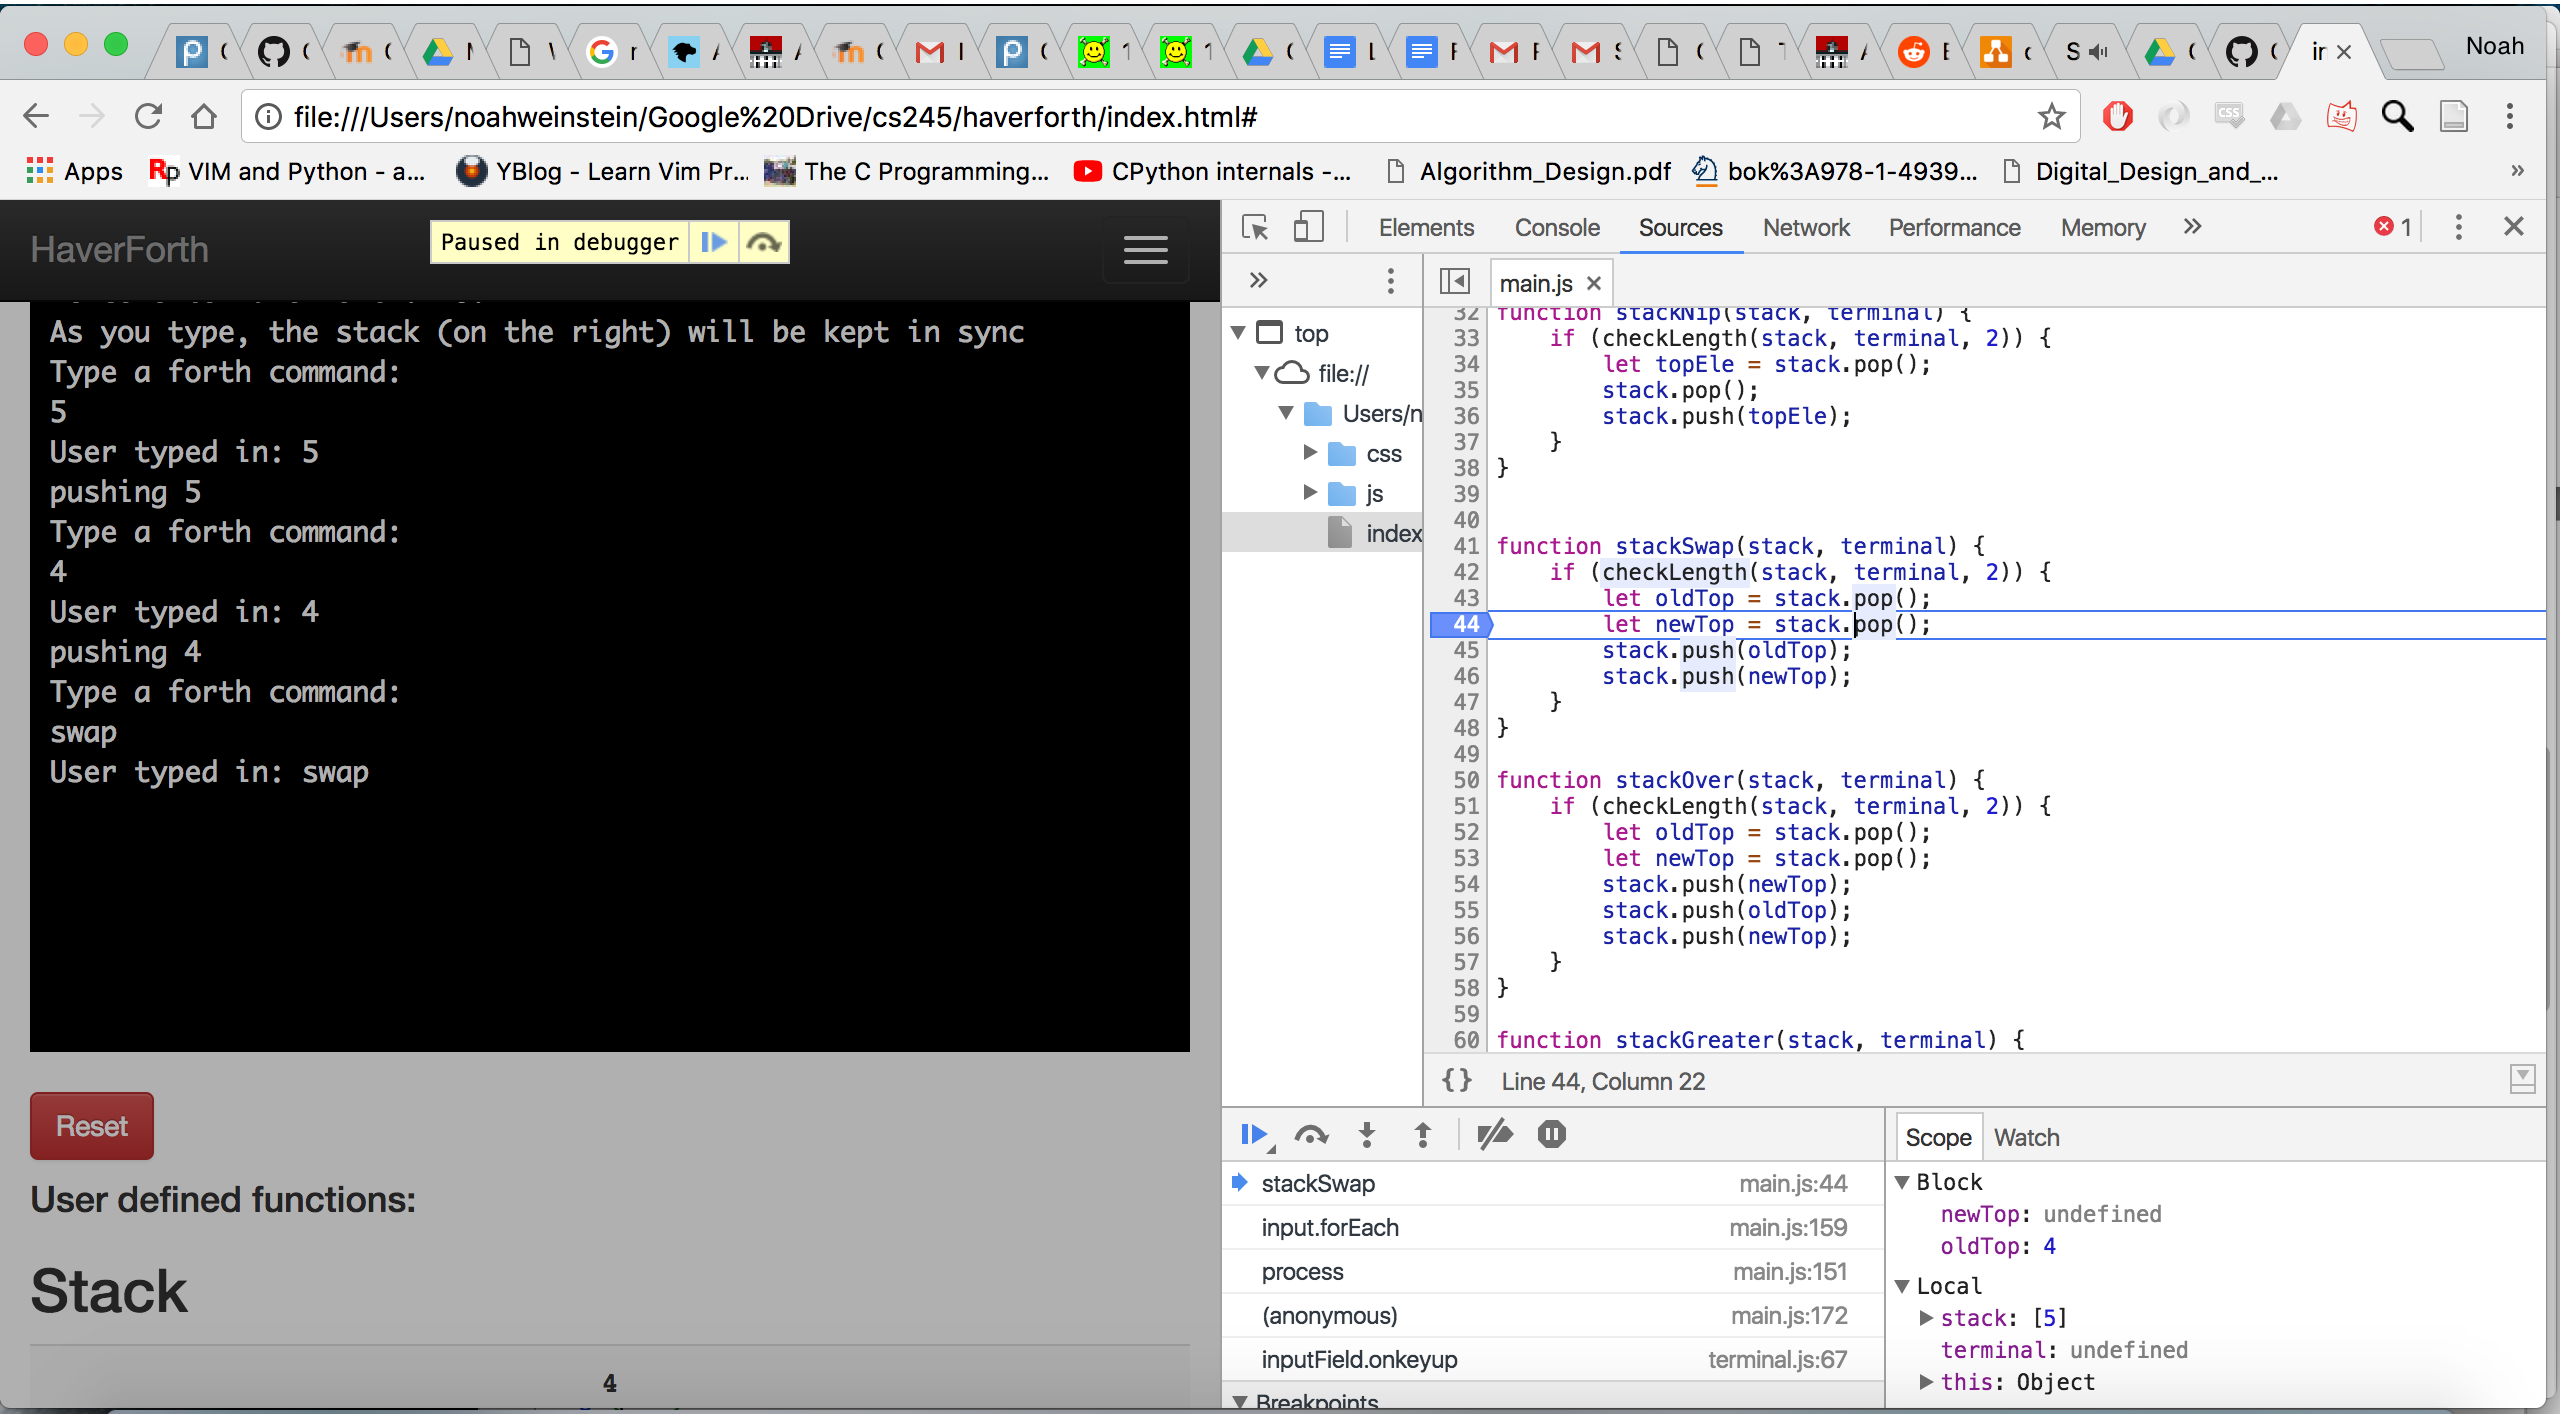 Noah
file:///Users/noahweinstein/Google%20Drive/cs245/haverforth/index.html#
Apps
VIM and Python - a...
YBlog - Learn Vim Pr...
The C Programming...
CPython internals -...
Algorithm_Design.pdf
bok%3A978-1-4939...
Digital_Design_and_...
HaverForth
Paused in debugger
As you type, the stack (on the right) will be kept in sync
Type a forth command:
5
User typed in: 5
pushing 5
Type a forth command:
4
User typed in: 4
pushing 4
Type a forth command:
swap
User typed in: swap
Reset
User defined functions:
Stack
4
Elements Console Sources Network Performance Memory » 1
» main.js
top
file://
Users/n
css
js
index
32 function stackNip(stack, terminal) {
33 if (checkLength(stack, terminal, 2)) {
34 let topEle = stack.pop();
35 stack.pop();
36 stack.push(topEle);
37 }
38 }
39
40
41 function stackSwap(stack, terminal) {
42 if (checkLength(stack, terminal, 2)) {
43 let oldTop = stack.pop();
44 let newTop = stack.pop();
45 stack.push(oldTop);
46 stack.push(newTop);
47 }
48 }
49
50 function stackOver(stack, terminal) {
51 if (checkLength(stack, terminal, 2)) {
52 let oldTop = stack.pop();
53 let newTop = stack.pop();
54 stack.push(newTop);
55 stack.push(oldTop);
56 stack.push(newTop);
57 }
58 }
59
60 function stackGreater(stack, terminal) {
{} Line 44, Column 22
stackSwap main.js:44
input.forEach main.js:159
process main.js:151
(anonymous) main.js:172
inputField.onkeyup terminal.js:67
Breakpoints
Scope Watch
Block
newTop: undefined
oldTop: 4
Local
stack: [5]
terminal: undefined
this: Object